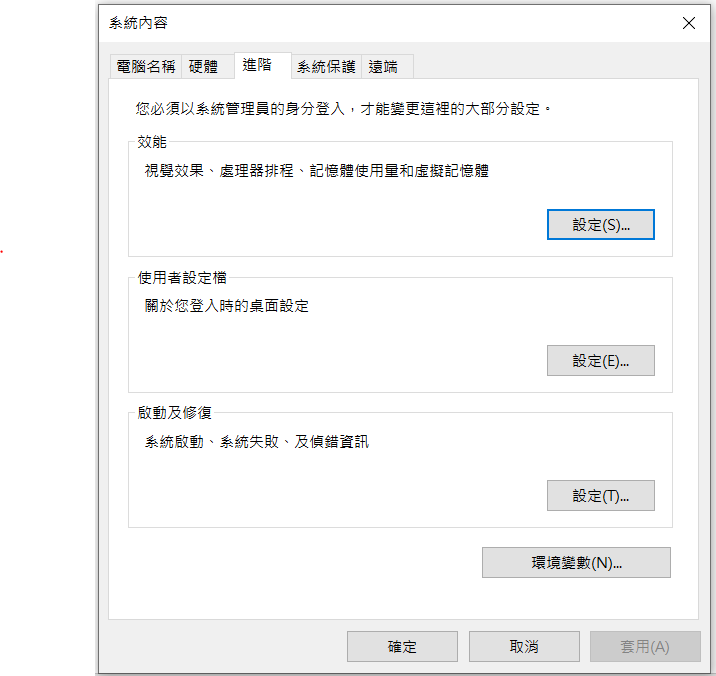 系統內容
電腦名稱 硬體 進階 系統保護 遠端
您必須以系統管理員的身分登入，才能變更這裡的大部分設定。
效能
視覺效果、處理器排程、記憶體使用量和虛擬記憶體
設定(S)...
使用者設定檔
關於您登入時的桌面設定
設定(E)...
啟動及修復
系統啟動、系統失敗、及偵錯資訊
設定(T)...
環境變數(N)...
確定 取消 套用(A)